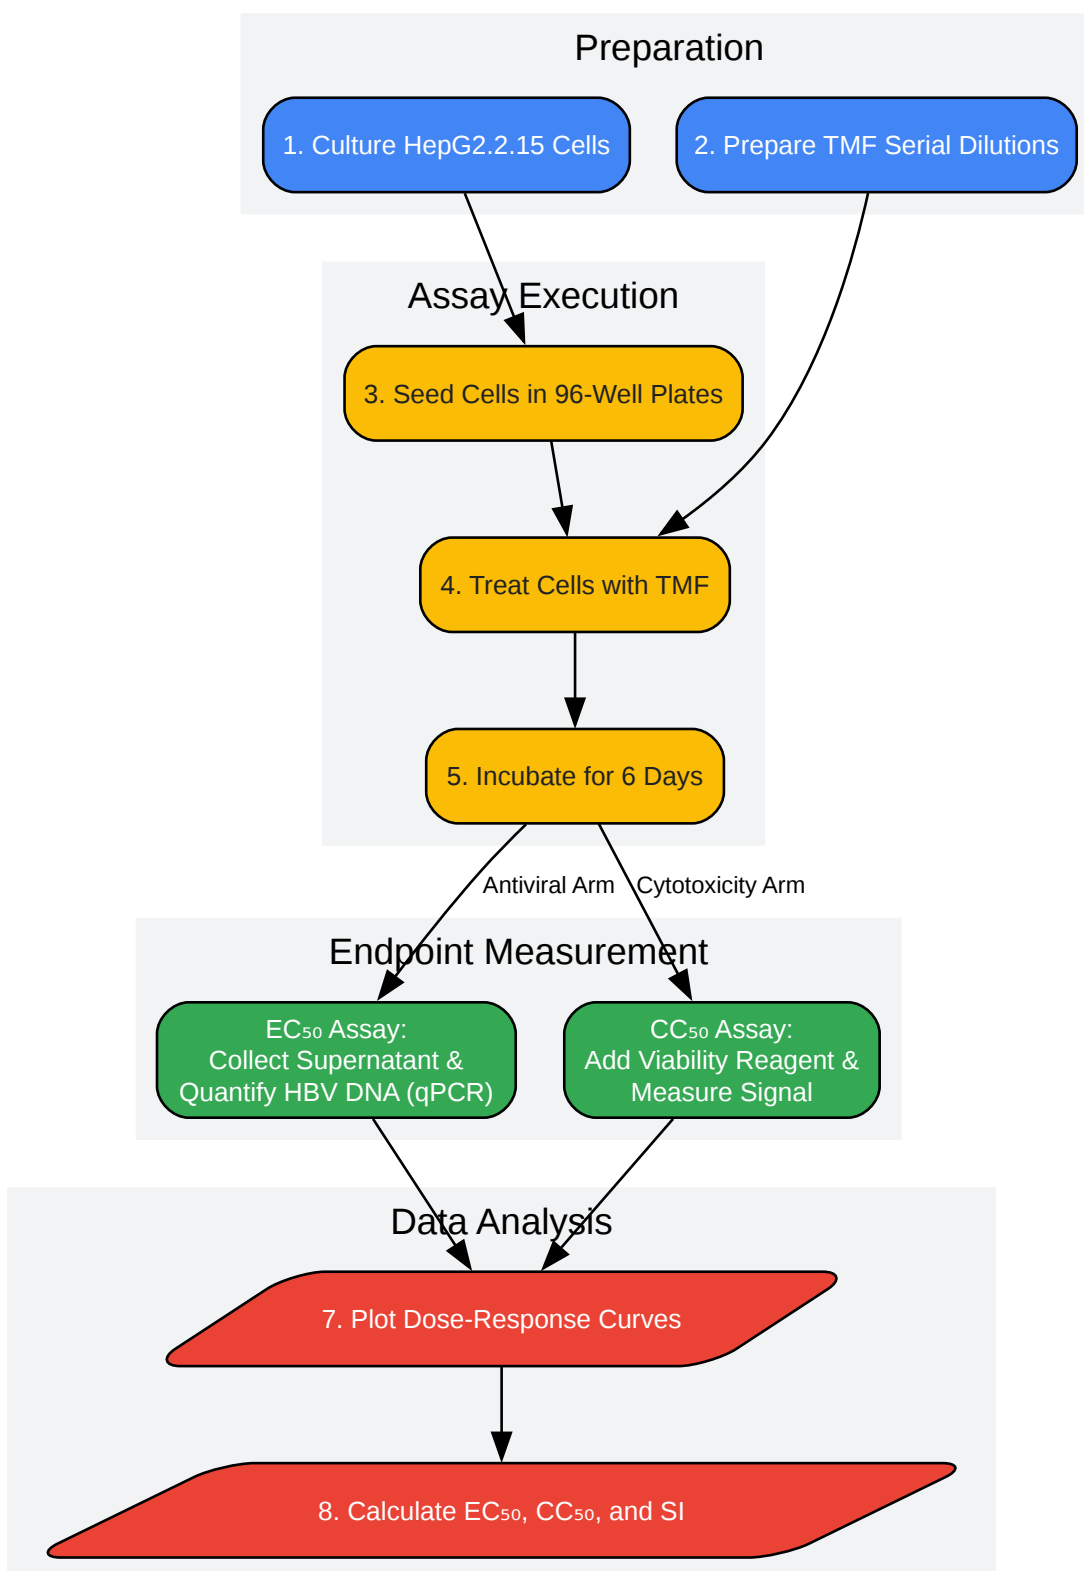 Preparation
1. Culture HepG2.2.15 Cells
2. Prepare TMF Serial Dilutions
Assay Execution
3. Seed Cells in 96-Well Plates
4. Treat Cells with TMF
5. Incubate for 6 Days
Antiviral Arm
Cytotoxicity Arm
Endpoint Measurement
EC₅₀ Assay:
Collect Supernatant &
Quantify HBV DNA (qPCR)
CC₅₀ Assay:
Add Viability Reagent &
Measure Signal
Data Analysis
7. Plot Dose-Response Curves
8. Calculate EC₅₀, CC₅₀, and SI